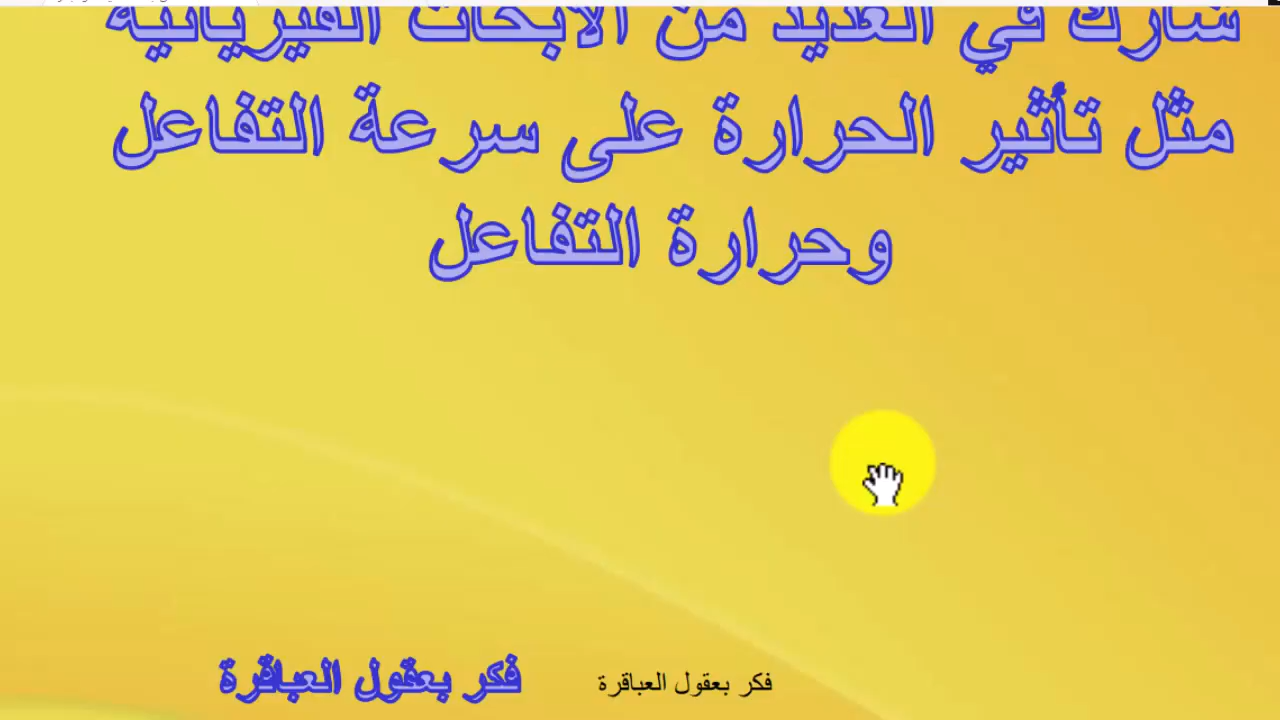 شارك في العديد من الأبحاث الفيزيائية
مثل تأثير الحرارة على سرعة التفاعل
وحرارة التفاعل
فكر بعقول العباقرة
فكر بعقول العباقرة